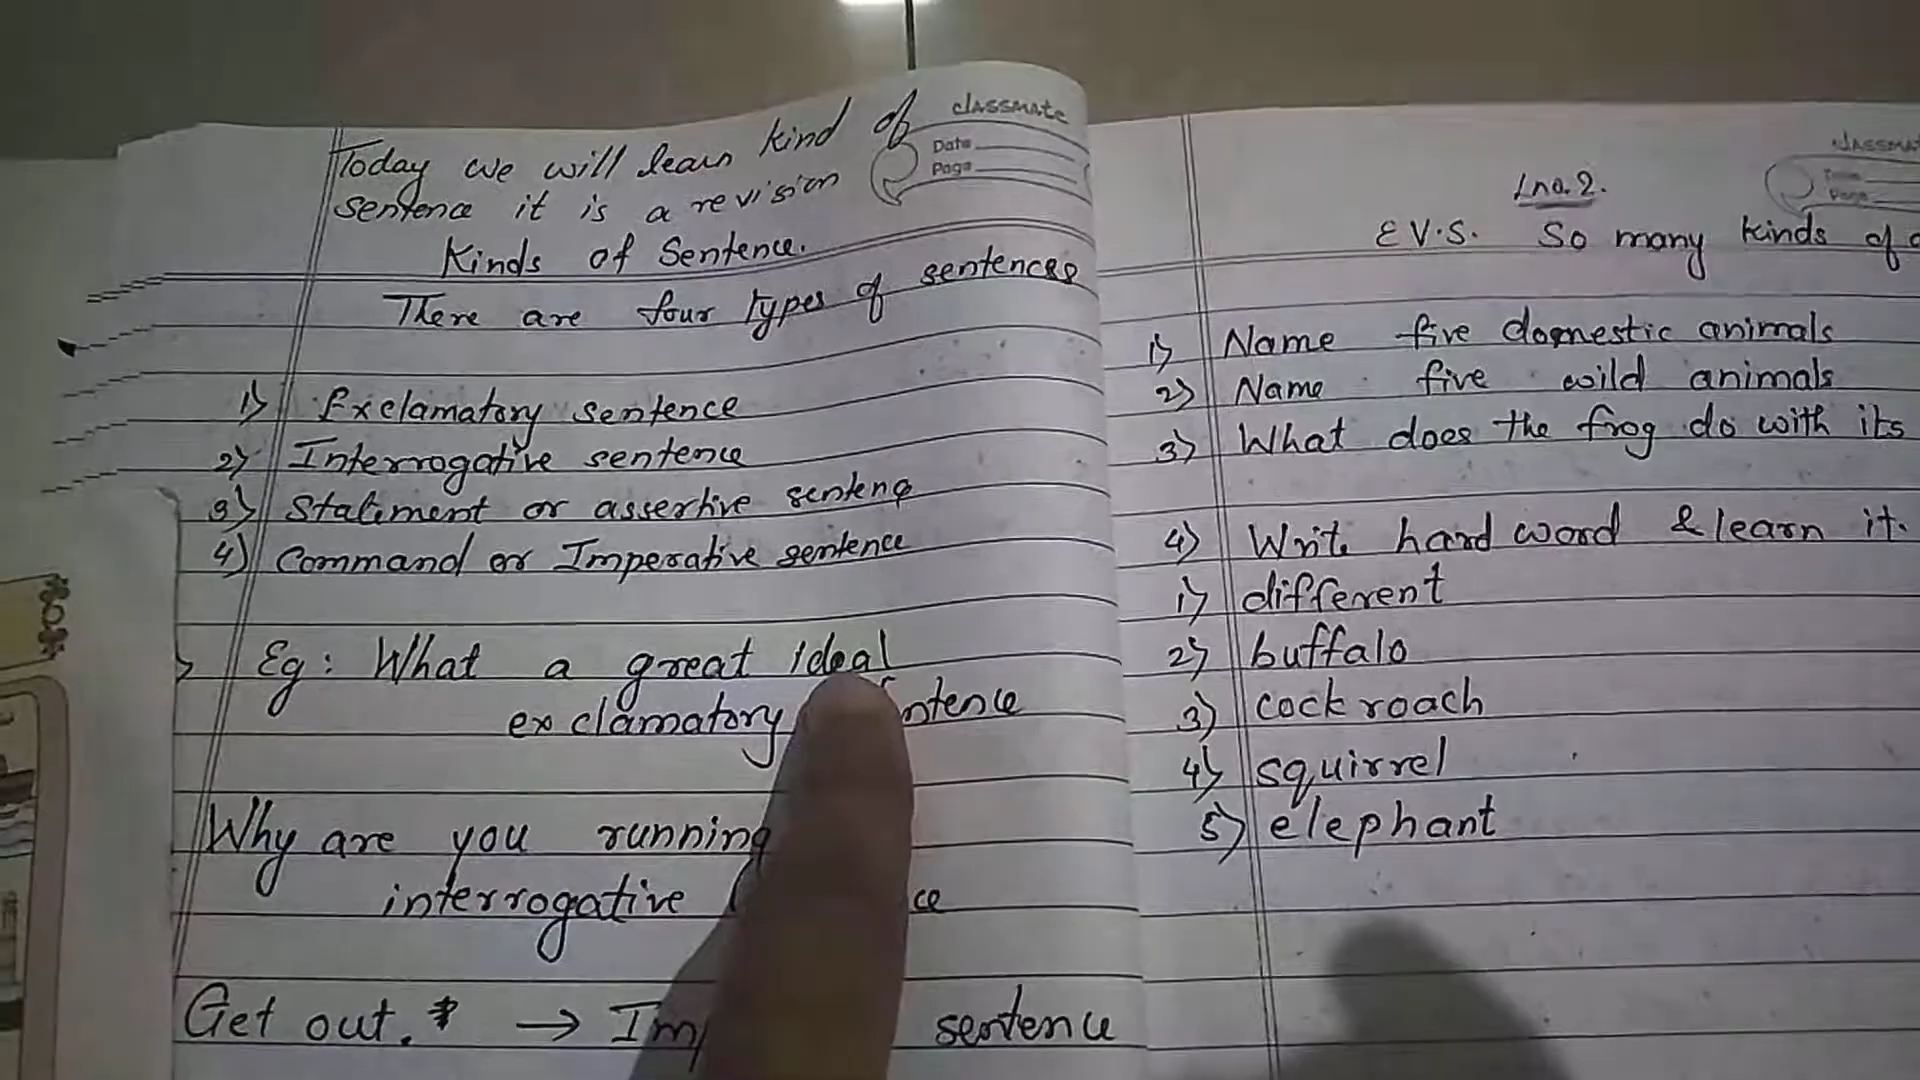 classmate
Date
Page
Today we will learn kind of
sentence it is a revision
Kinds of Sentence.
There are four types of sentences
1) Exclamatory sentence
2) Interrogative sentence
3) Statement or assertive
4) Command or Imperative sentence
Eg: What a great idea!
exclamatory
Why are you running
interrogative
Get out. → sentence
L no. 2.
E V.S. So many kinds of
1) Name five domestic animals
2) Name five wild animals
3) What does the frog do with its
4) Write hard word & learn it.
1) different
2) buffalo
3) cockroach
4) squirrel
5) elephant